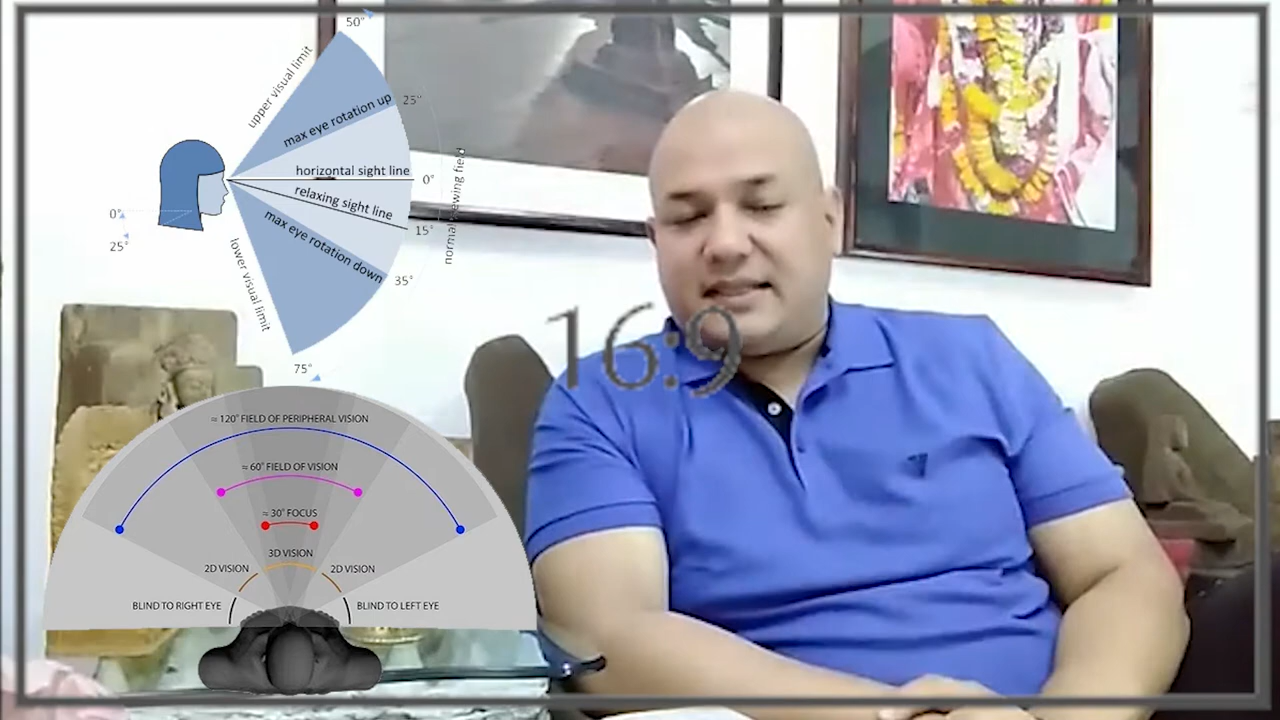 50°
upper visual limit
max eye rotation up
25°
horizontal sight line
0°
relaxing sight line
15°
normal viewing field
max eye rotation down
35°
0°
25°
lower visual limit
75°
16:9
≈ 120° FIELD OF PERIPHERAL VISION
≈ 60° FIELD OF VISION
≈ 30° FOCUS
3D VISION
2D VISION
2D VISION
BLIND TO RIGHT EYE
BLIND TO LEFT EYE